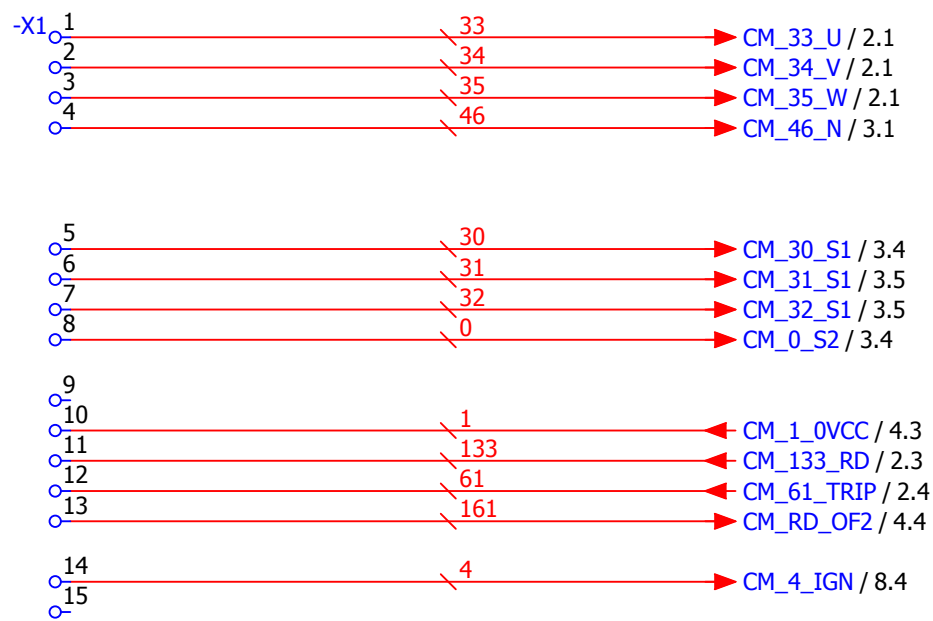 -X1 1 33 CM_33_U / 2.1
2 34 CM_34_V / 2.1
3 35 CM_35_W / 2.1
4 46 CM_46_N / 3.1
5 30 CM_30_S1 / 3.4
6 31 CM_31_S1 / 3.5
7 32 CM_32_S1 / 3.5
8 0 CM_0_S2 / 3.4
9
10 1 CM_1_0VCC / 4.3
11 133 CM_133_RD / 2.3
12 61 CM_61_TRIP / 2.4
13 161 CM_RD_OF2 / 4.4
14 4 CM_4_IGN / 8.4
15